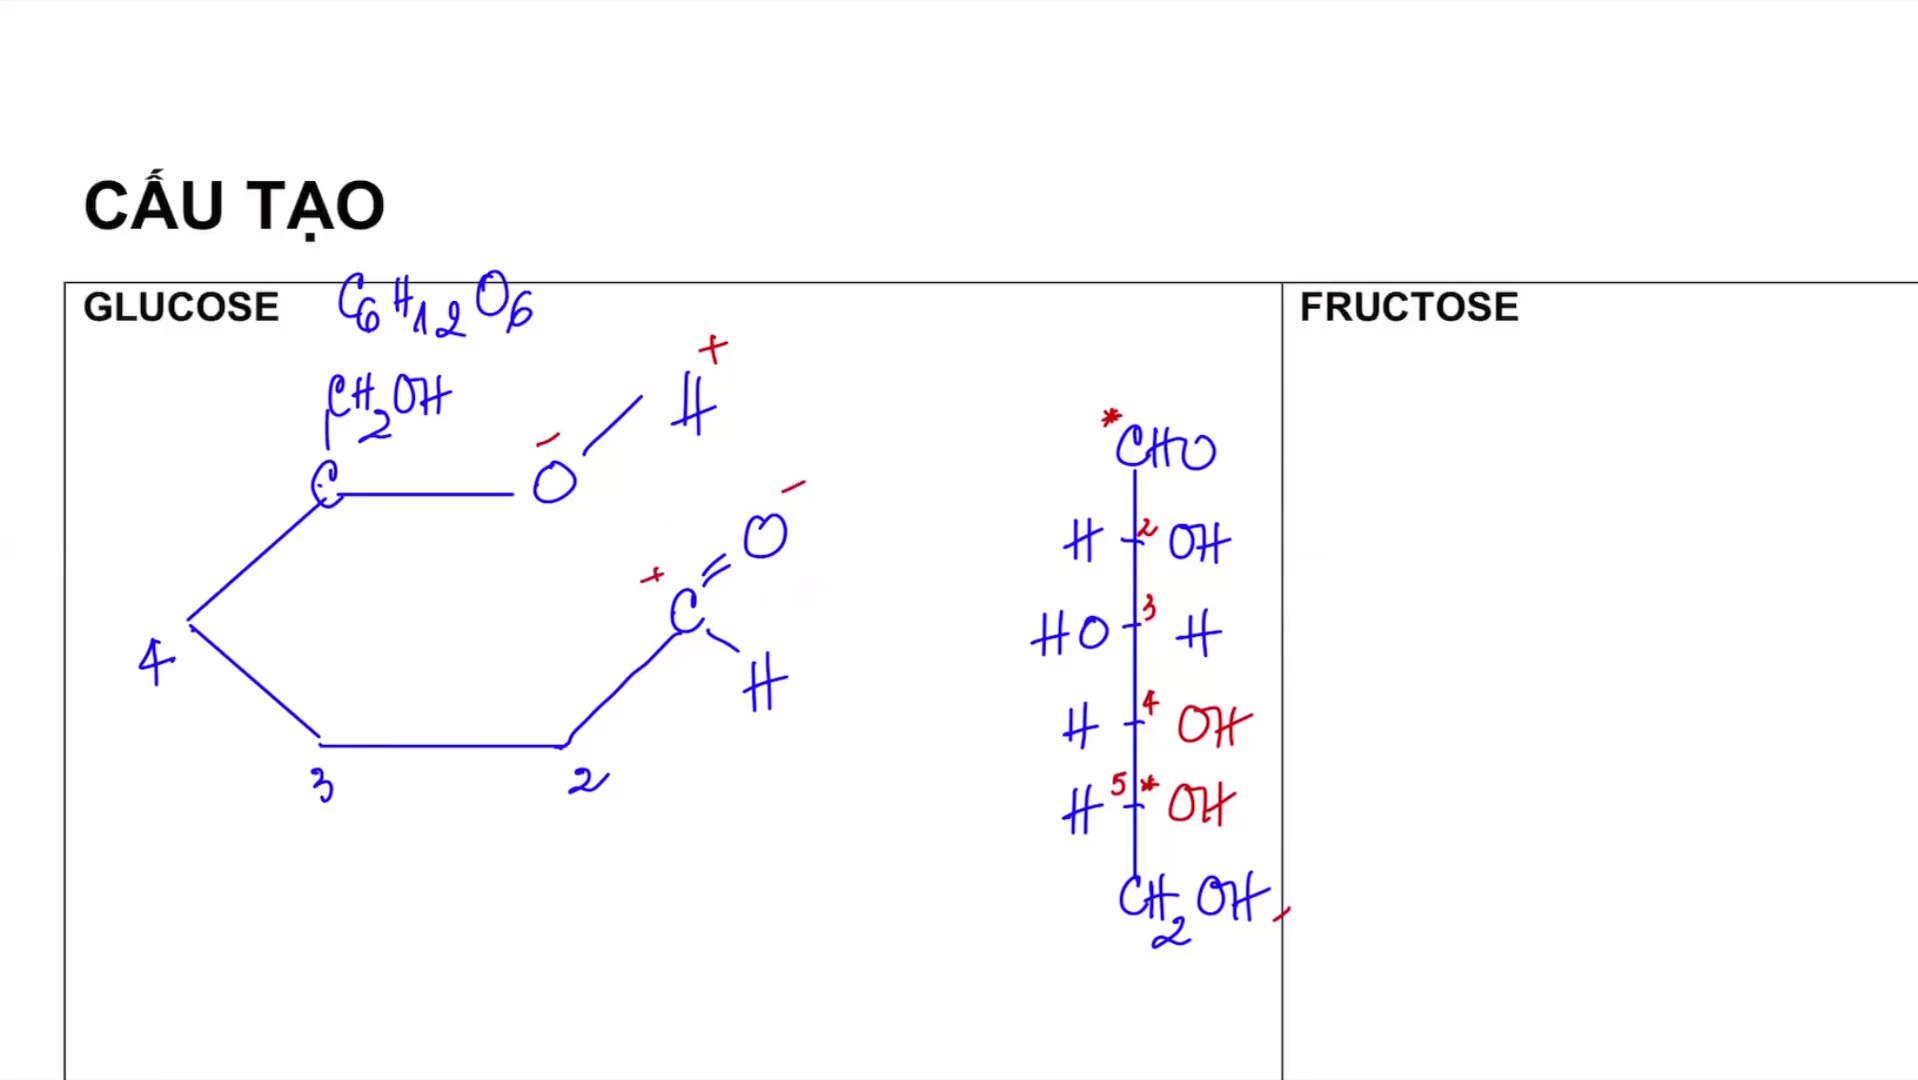 CẤU TẠO
GLUCOSE C₆H₁₂O₆
FRUCTOSE
CH₂OH
H +
C O −
O −
+ C
H
4
3 2
* CHO
H 2 OH
HO 3 H
H 4 OH
H 5 * OH
CH₂OH